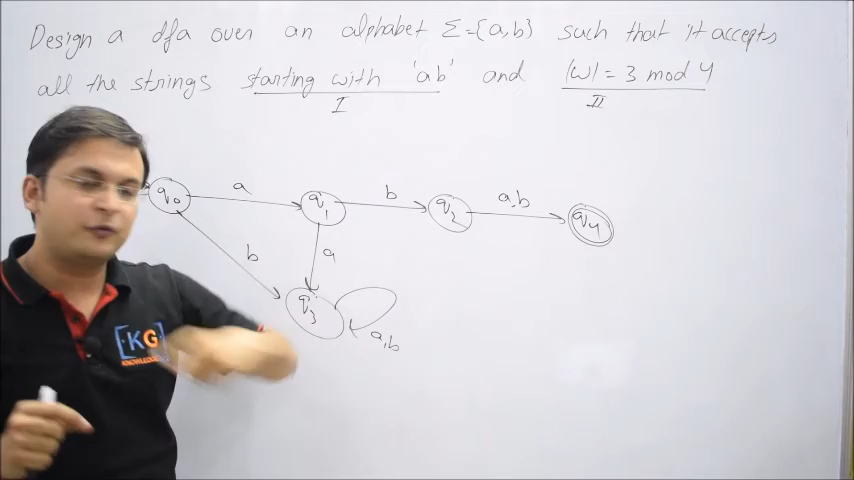 Design a dfa over an alphabet Σ={a,b} such that it accepts
all the strings starting with 'ab' and |w| = 3 mod 4
I II
q0 a q1 b q2 a,b q4
b a
q3
a,b
KG